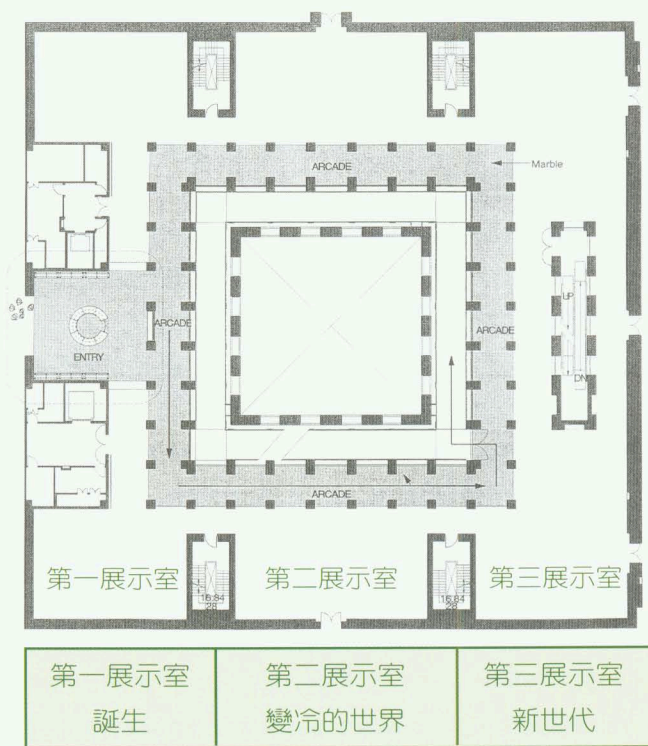 ARCADE
Marble
ARCADE
ARCADE
UP
ENTRY
DN
ARCADE
第一展示室
第二展示室
第三展示室
16.84
28
16.84
28
第一展示室
誕生
第二展示室
變冷的世界
第三展示室
新世代